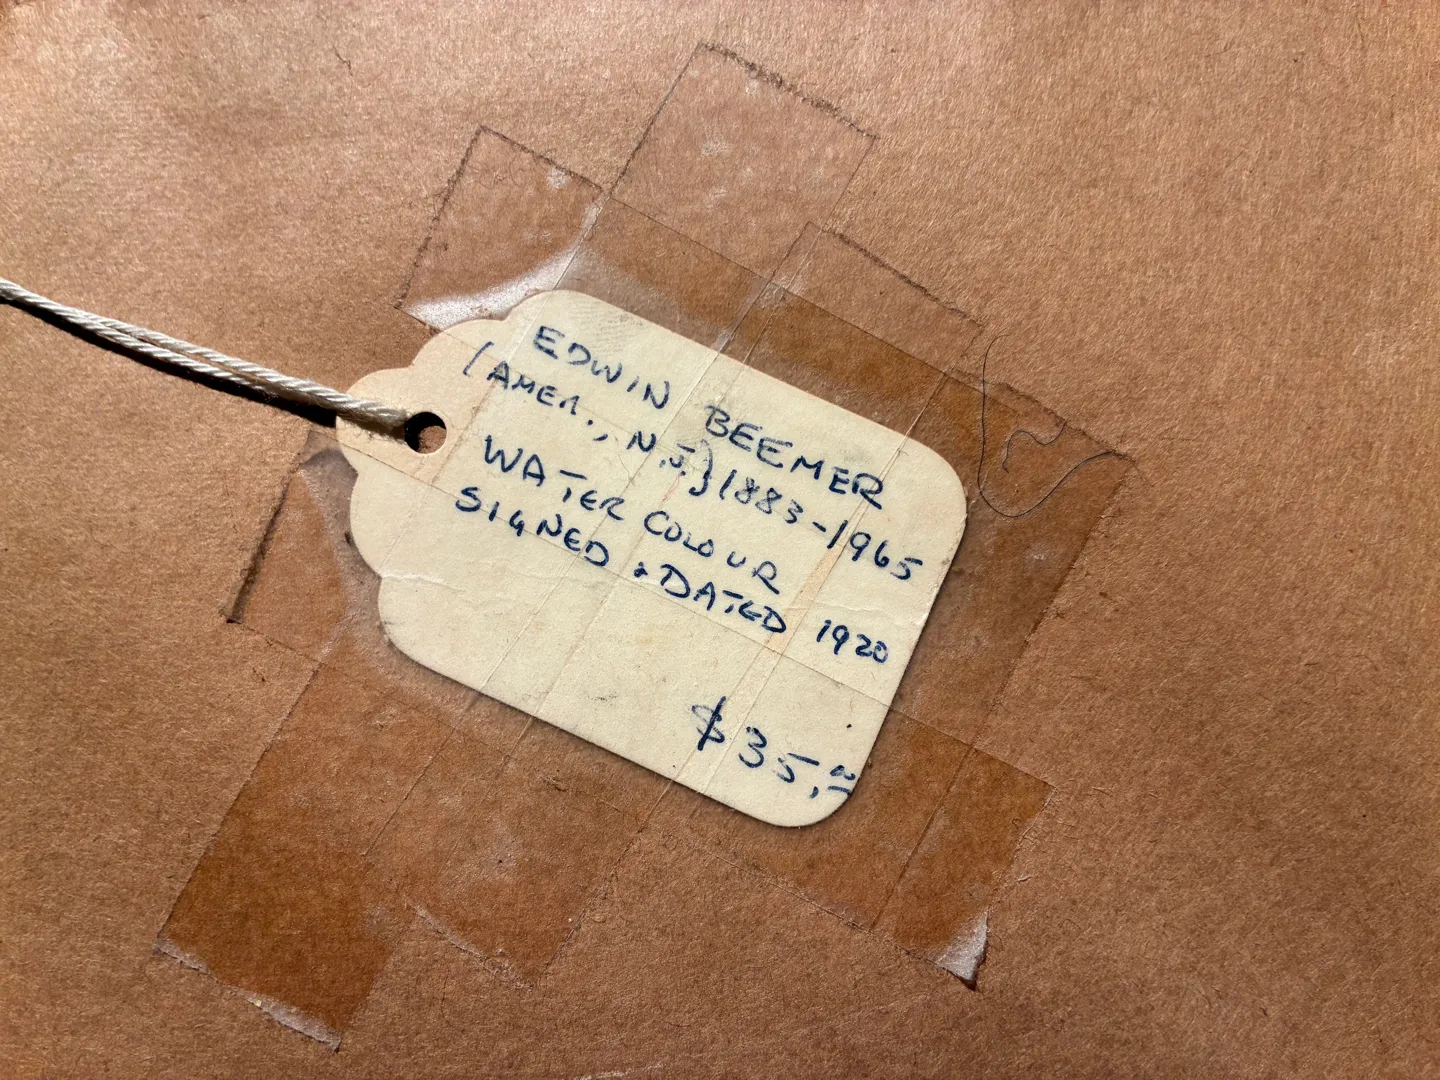 EDWIN BEEMER
(AMER., N.J.) 1883-1965
WATER COLOUR
SIGNED & DATED 1920
$35,00